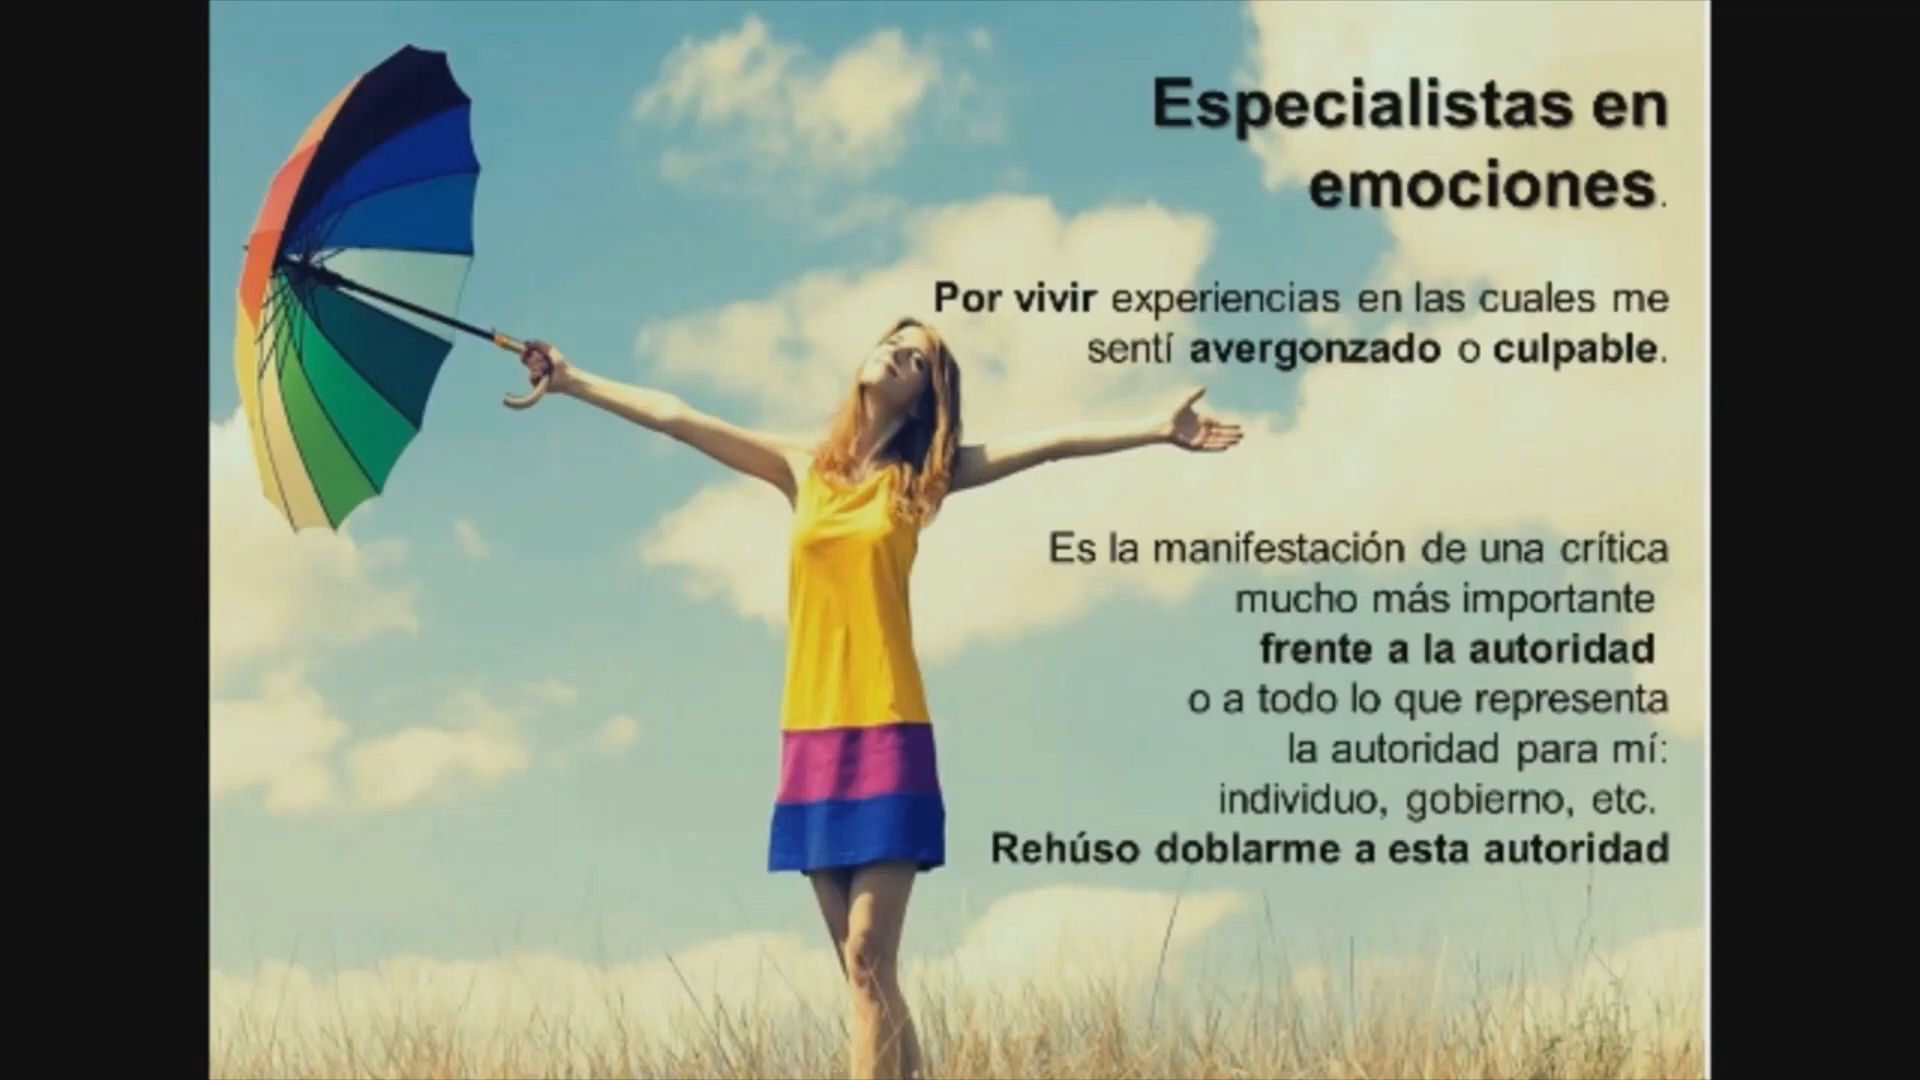 Especialistas en
emociones.
Por vivir experiencias en las cuales me
sentí avergonzado o culpable.
Es la manifestación de una crítica
mucho más importante
frente a la autoridad
o a todo lo que representa
la autoridad para mí:
individuo, gobierno, etc.
Rehúso doblarme a esta autoridad